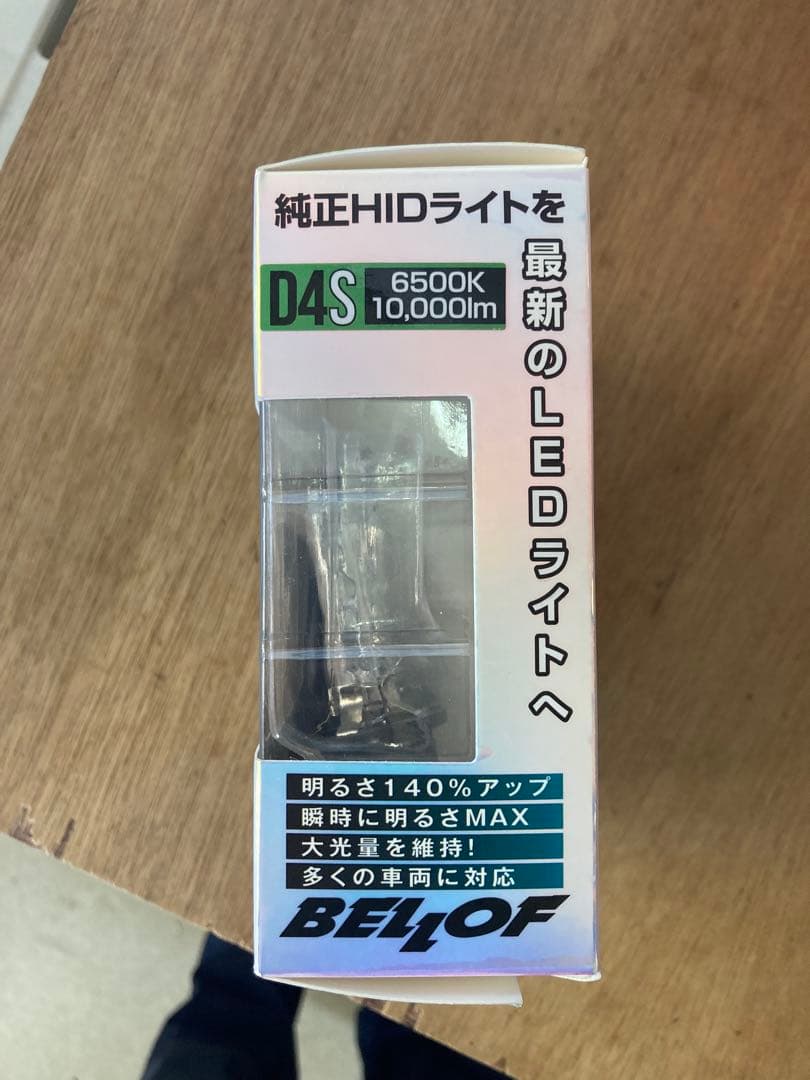 純正HIDライトを
最新のLEDライトへ
D4S
6500K
10,000lm
明るさ140%アップ
瞬時に明るさMAX
大光量を維持!
多くの車両に対応
BELLOF